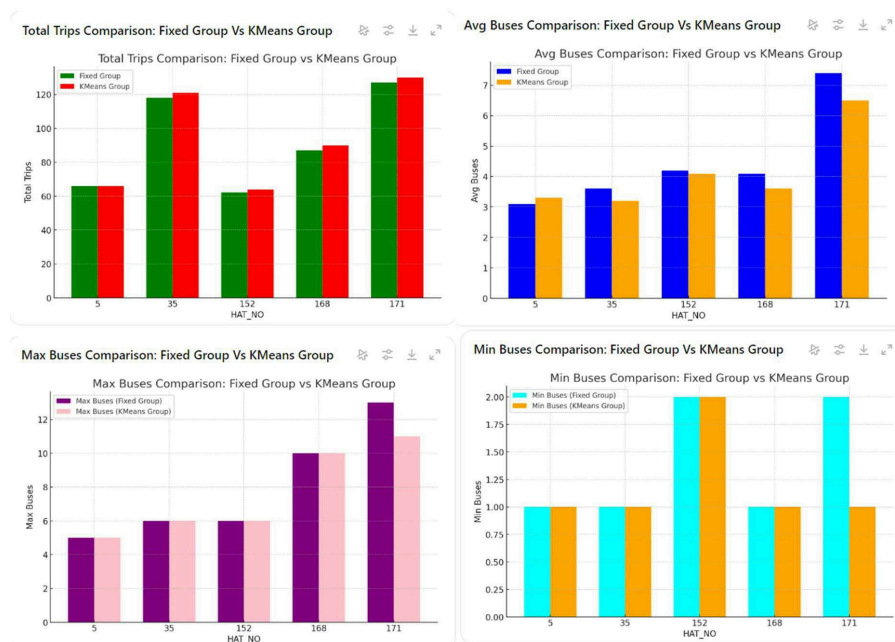 Total Trips Comparison: Fixed Group Vs KMeans Group
Total Trips Comparison: Fixed Group vs KMeans Group
Fixed Group
KMeans Group
120
100
80
60
40
20
0
Total Trips
5 35 152 168 171
HAT_NO
Avg Buses Comparison: Fixed Group Vs KMeans Group
Avg Buses Comparison: Fixed Group vs KMeans Group
Fixed Group
KMeans Group
7
6
5
4
3
2
1
0
Avg Buses
5 35 152 168 171
HAT_NO
Max Buses Comparison: Fixed Group Vs KMeans Group
Max Buses Comparison: Fixed Group vs KMeans Group
Max Buses (Fixed Group)
Max Buses (KMeans Group)
12
10
8
6
4
2
0
Max Buses
5 35 152 168 171
HAT_NO
Min Buses Comparison: Fixed Group Vs KMeans Group
Min Buses Comparison: Fixed Group vs KMeans Group
Min Buses (Fixed Group)
Min Buses (KMeans Group)
2.00
1.75
1.50
1.25
1.00
0.75
0.50
0.25
0.00
Min Buses
5 35 152 168 171
HAT_NO